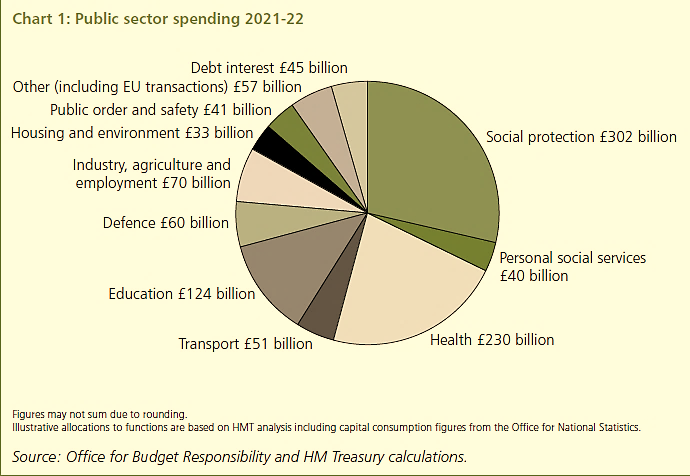 Chart 1: Public sector spending 2021-22
Debt interest £45 billion
Other (including EU transactions) £57 billion
Public order and safety £41 billion
Housing and environment £33 billion
Industry, agriculture and
employment £70 billion
Defence £60 billion
Education £124 billion
Transport £51 billion
Social protection £302 billion
Personal social services
£40 billion
Health £230 billion
Figures may not sum due to rounding.
Illustrative allocations to functions are based on HMT analysis including capital consumption figures from the Office for National Statistics.
Source: Office for Budget Responsibility and HM Treasury calculations.